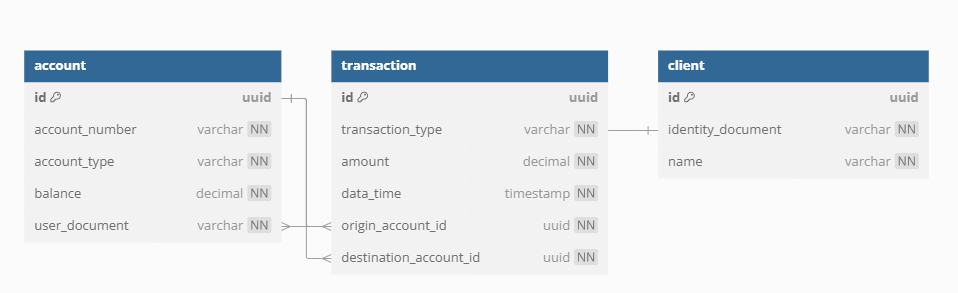 account
id uuid
account_number varchar NN
account_type varchar NN
balance decimal NN
user_document varchar NN
transaction
id uuid
transaction_type varchar NN
amount decimal NN
data_time timestamp NN
origin_account_id uuid NN
destination_account_id uuid NN
client
id uuid
identity_document varchar NN
name varchar NN